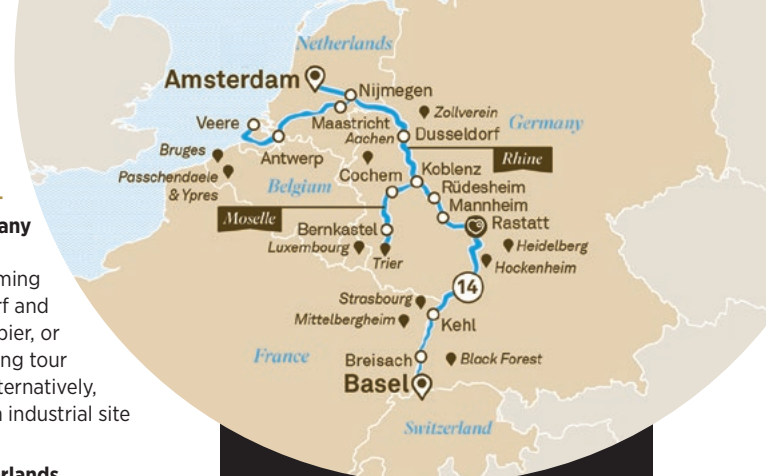 any
ming
rf and
bier, or
ing tour
ternatively,
industrial site
rlands
Netherlands
Amsterdam
Nijmegen
Zollverein
Veere
Maastricht
Aachen
Dusseldorf
Germany
Bruges
Antwerp
Rhine
Passchendaele
& Ypres
Belgium
Cochem
Koblenz
Rüdesheim
Mannheim
Moselle
Bernkastel
Rastatt
Luxembourg
Trier
Heidelberg
Hockenheim
14
Strasbourg
Mittelbergheim
Kehl
France
Breisach
Black Forest
Basel
Switzerland